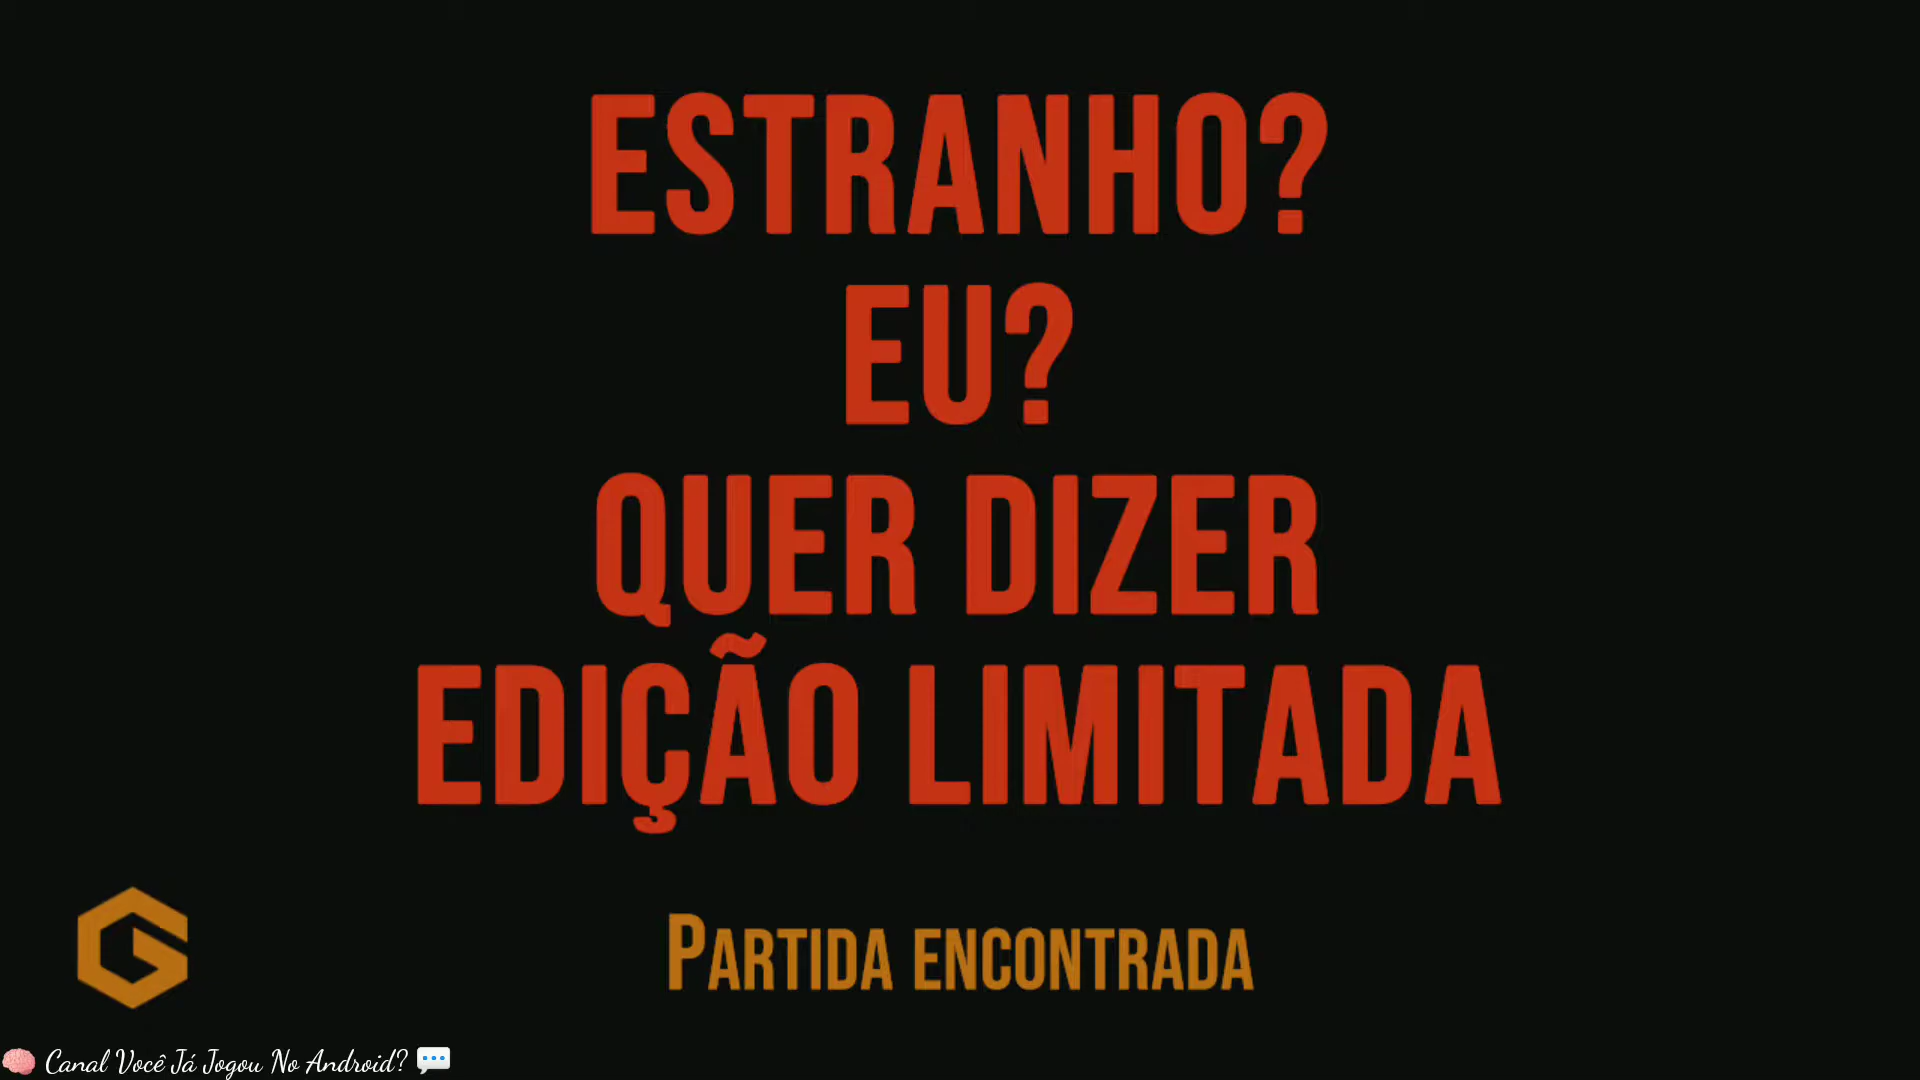 ESTRANHO?
EU?
QUER DIZER
EDIÇÃO LIMITADA
PARTIDA ENCONTRADA
🧠 Canal Você Já Jogou No Android? 💬